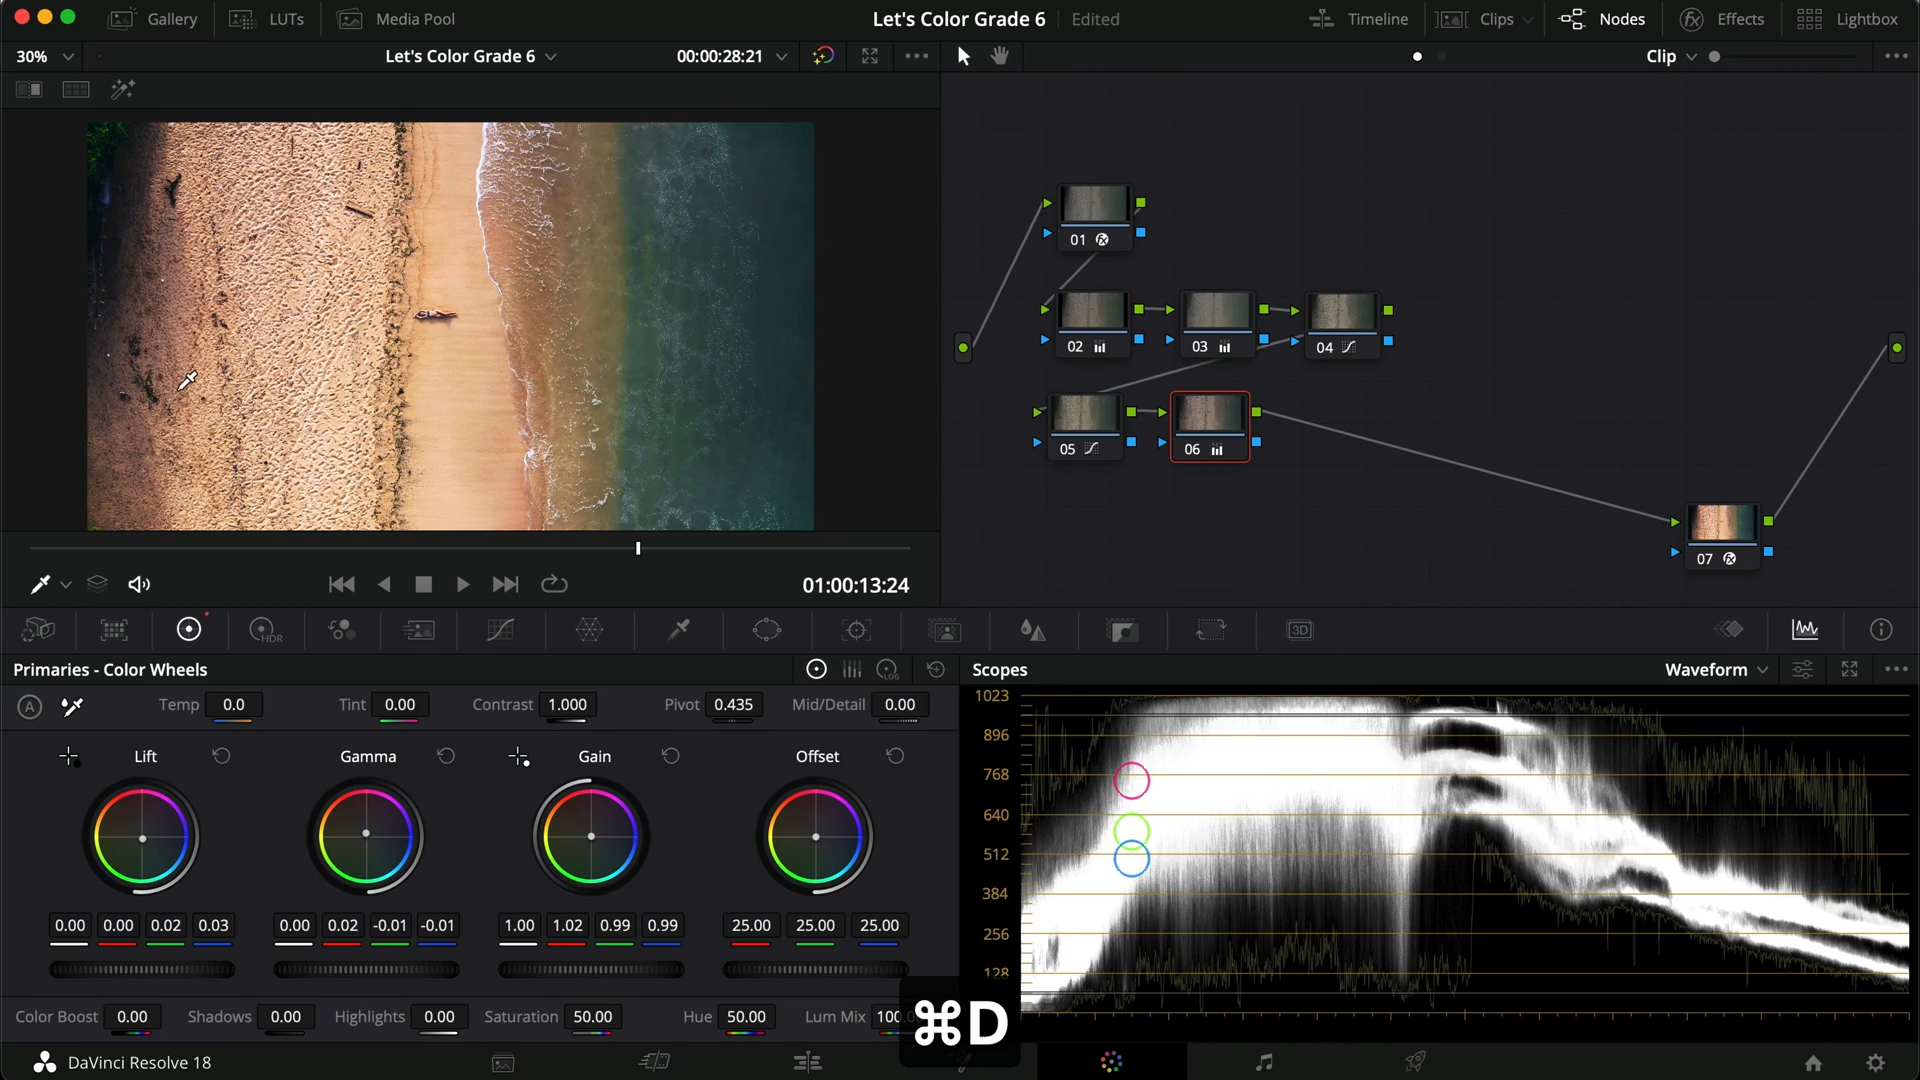 Gallery
LUTs
Media Pool
Let's Color Grade 6
Edited
Timeline
Clips
Nodes
Effects
Lightbox
30%
Let's Color Grade 6
00:00:28:21
Clip
01
02
03
04
05
06
07
01:00:13:24
HDR
3D
Primaries - Color Wheels
LOG
Scopes
Waveform
A
Temp 0.0
Tint 0.00
Contrast 1.000
Pivot 0.435
Mid/Detail 0.00
Lift
Gamma
Gain
Offset
0.00 0.00 0.02 0.03
0.00 0.02 -0.01 -0.01
1.00 1.02 0.99 0.99
25.00 25.00 25.00
Color Boost 0.00
Shadows 0.00
Highlights 0.00
Saturation 50.00
Hue 50.00
Lum Mix 100.0
1023
896
768
640
512
384
256
128
⌘D
DaVinci Resolve 18